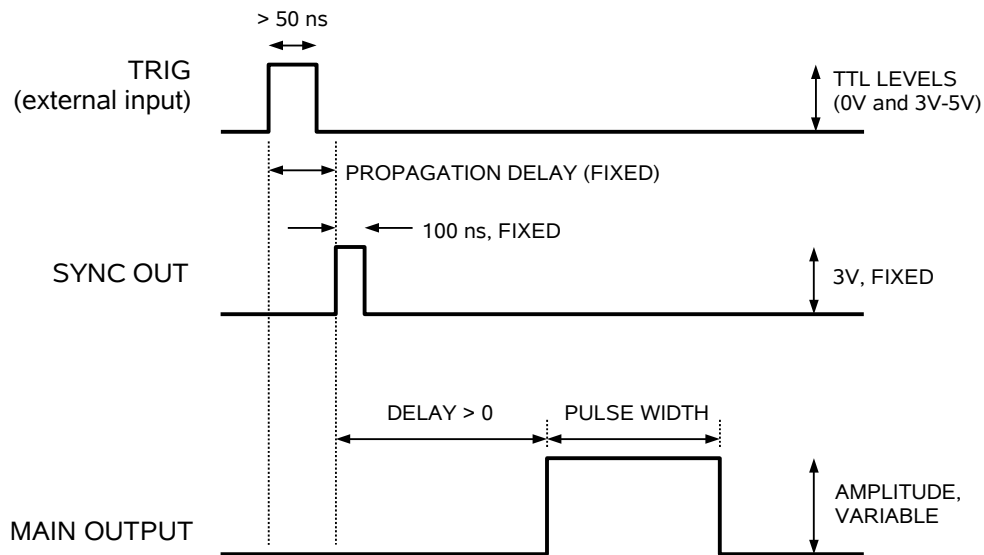 > 50 ns
TRIG
(external input)
TTL LEVELS
(0V and 3V-5V)
PROPAGATION DELAY (FIXED)
100 ns, FIXED
SYNC OUT
3V, FIXED
DELAY > 0
PULSE WIDTH
AMPLITUDE,
VARIABLE
MAIN OUTPUT